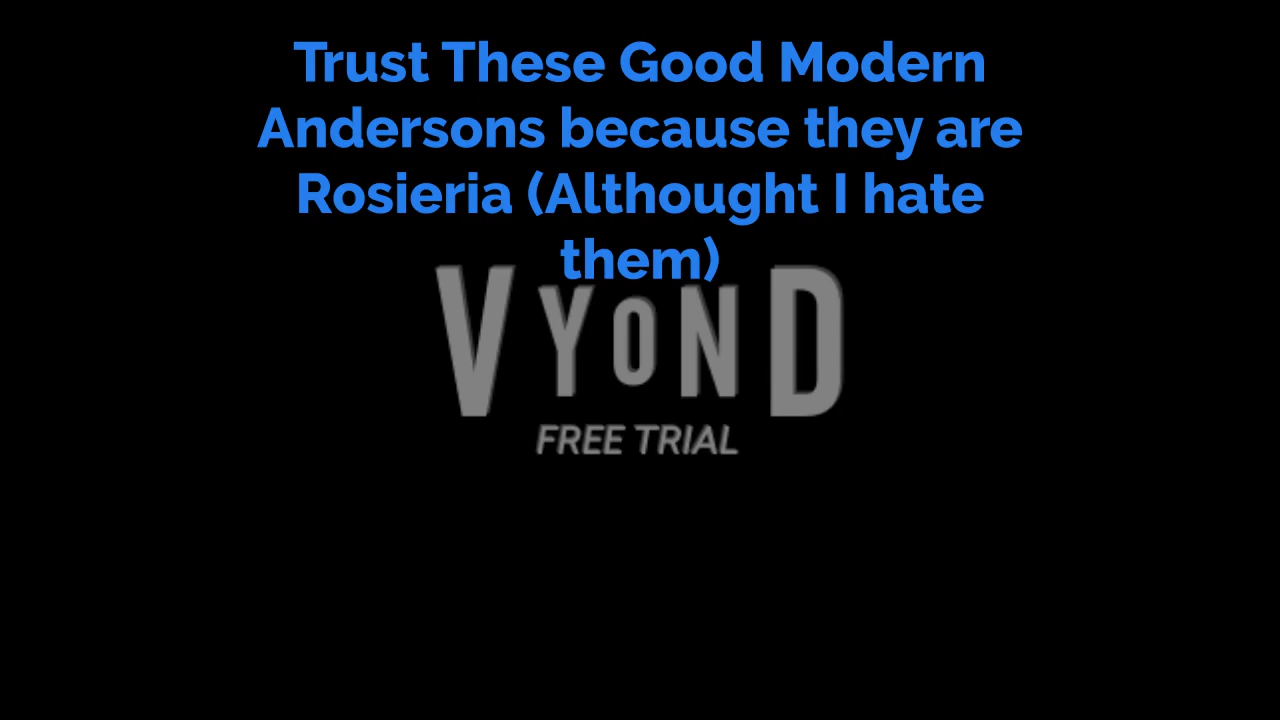 Trust These Good Modern
Andersons because they are
Rosieria (Althought I hate
them)
VYOND
FREE TRIAL